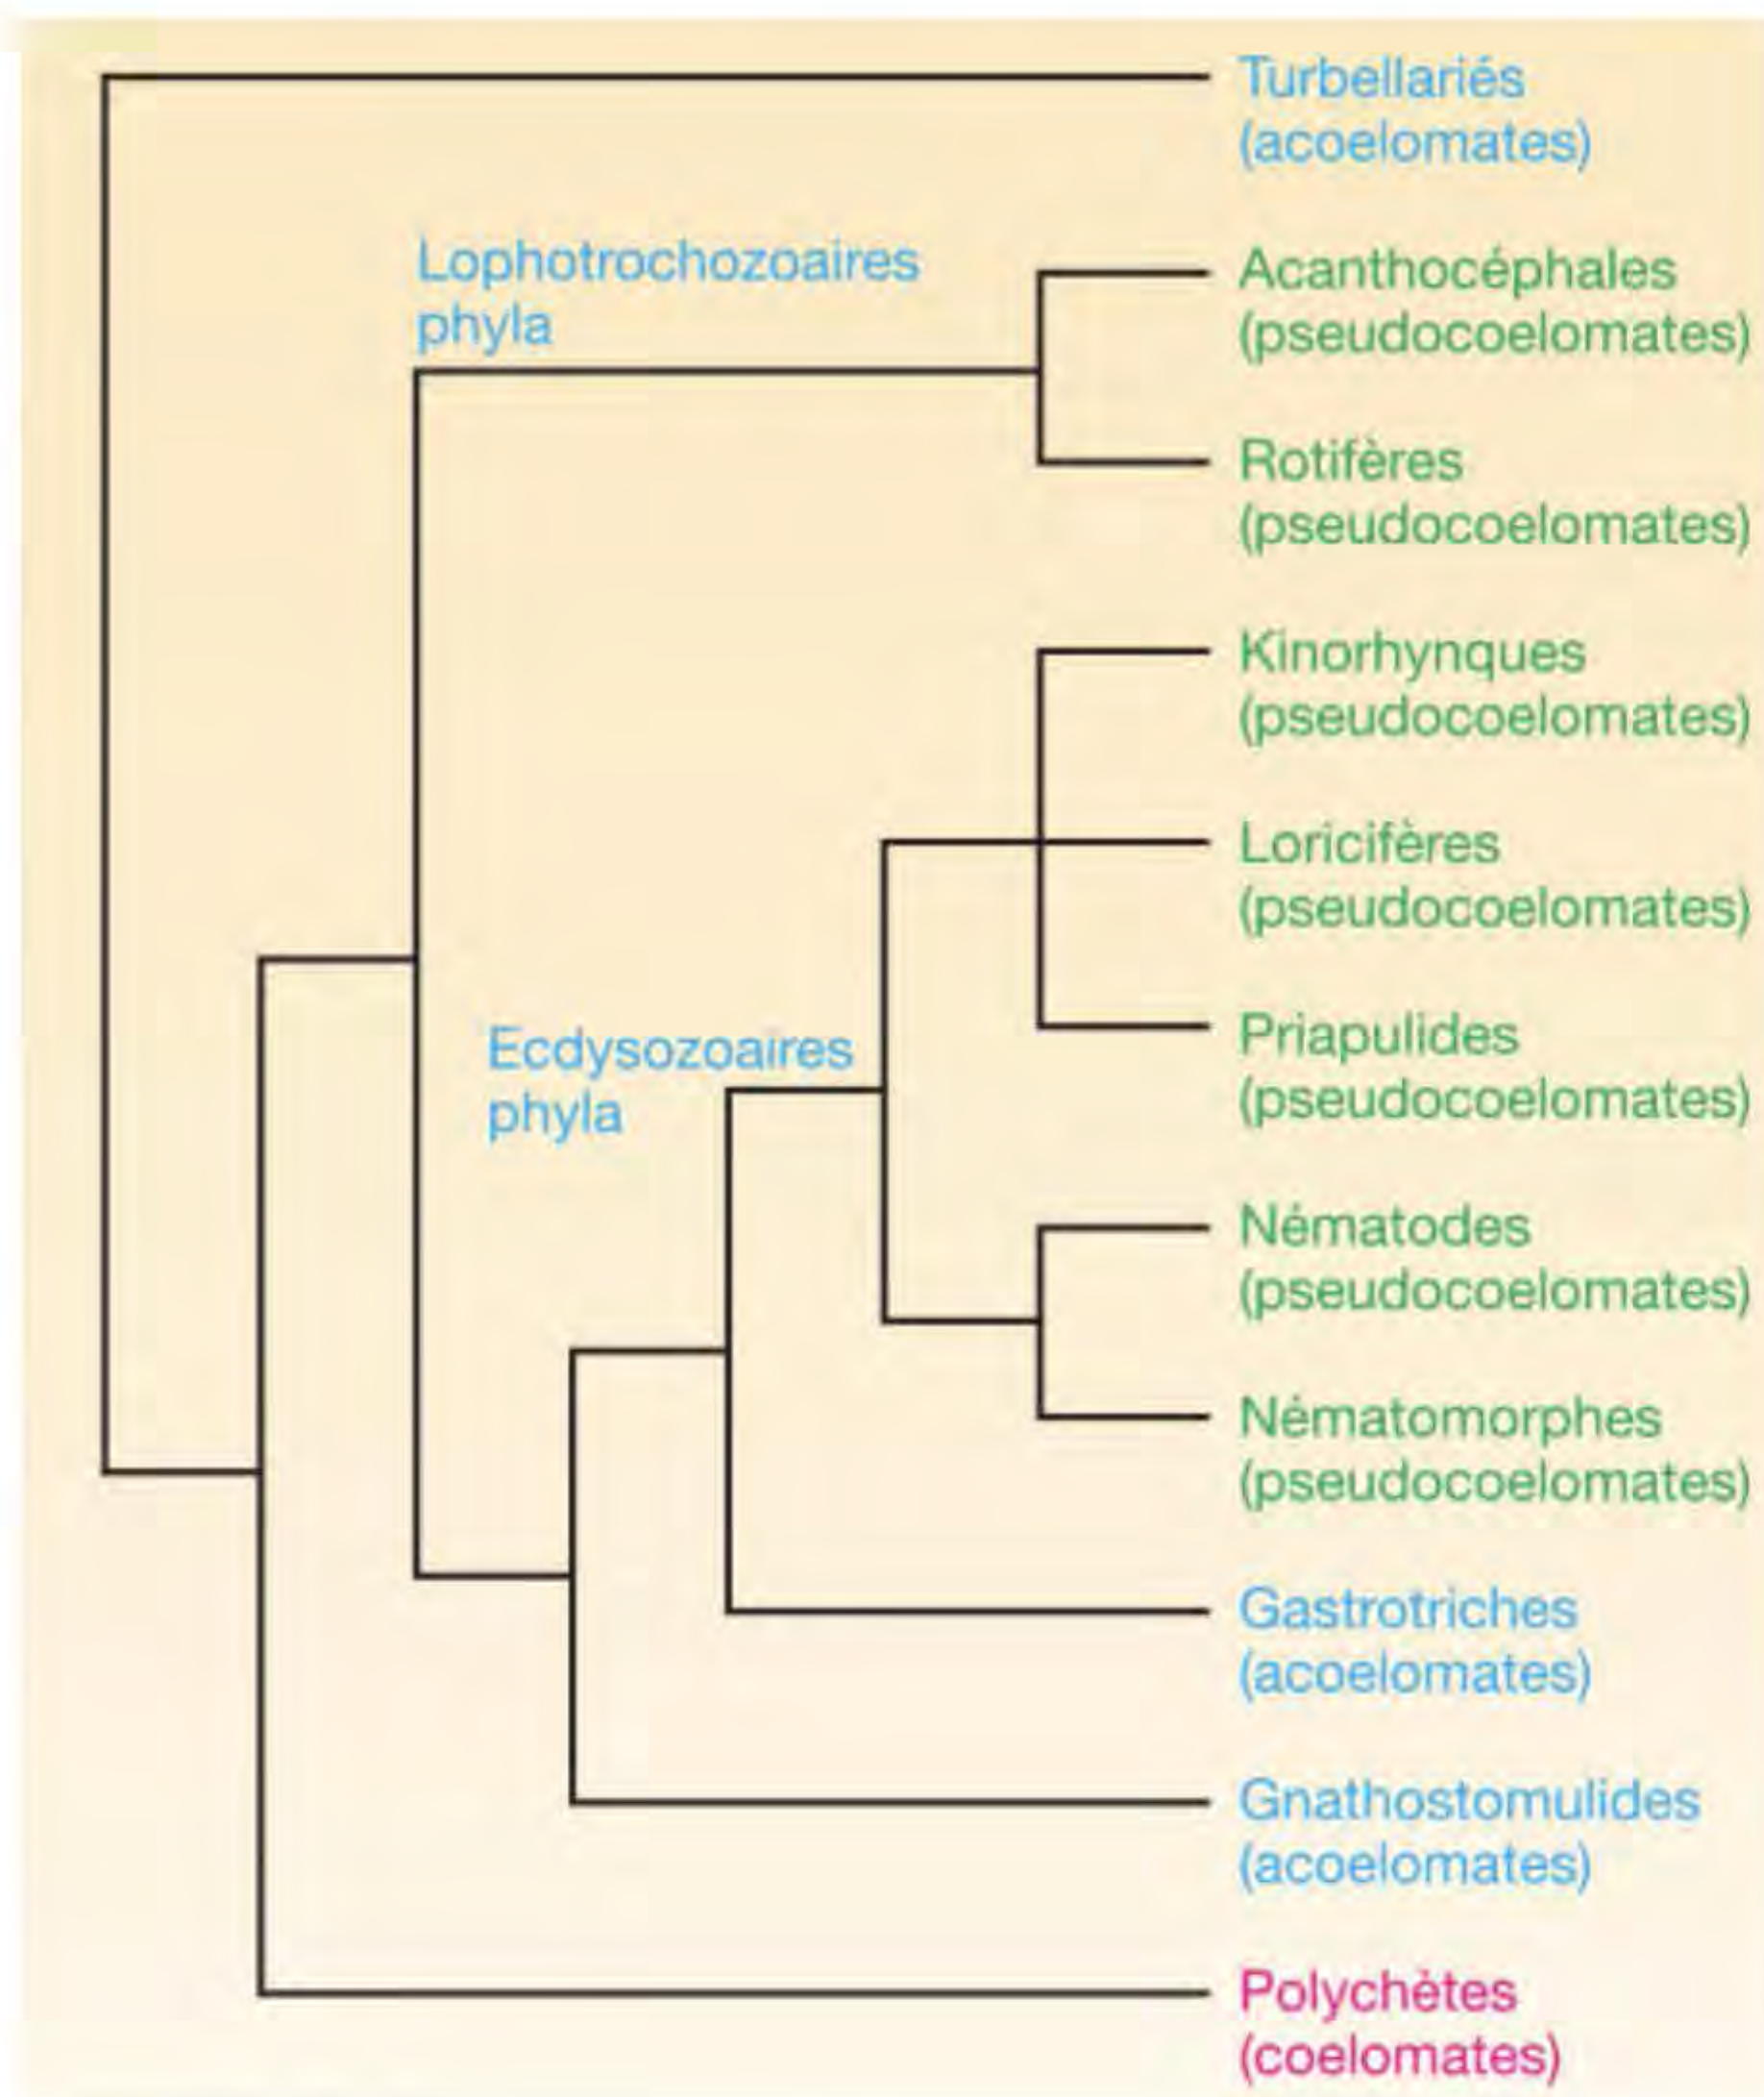 Turbellariés
(acoelomates)
Lophotrochozoaires
phyla
Acanthocéphales
(pseudocoelomates)
Rotifères
(pseudocoelomates)
Kinorhynques
(pseudocoelomates)
Loricifères
(pseudocoelomates)
Ecdysozoaires
phyla
Priapulides
(pseudocoelomates)
Nématodes
(pseudocoelomates)
Nématomorphes
(pseudocoelomates)
Gastrotriches
(acoelomates)
Gnathostomulides
(acoelomates)
Polychètes
(coelomates)